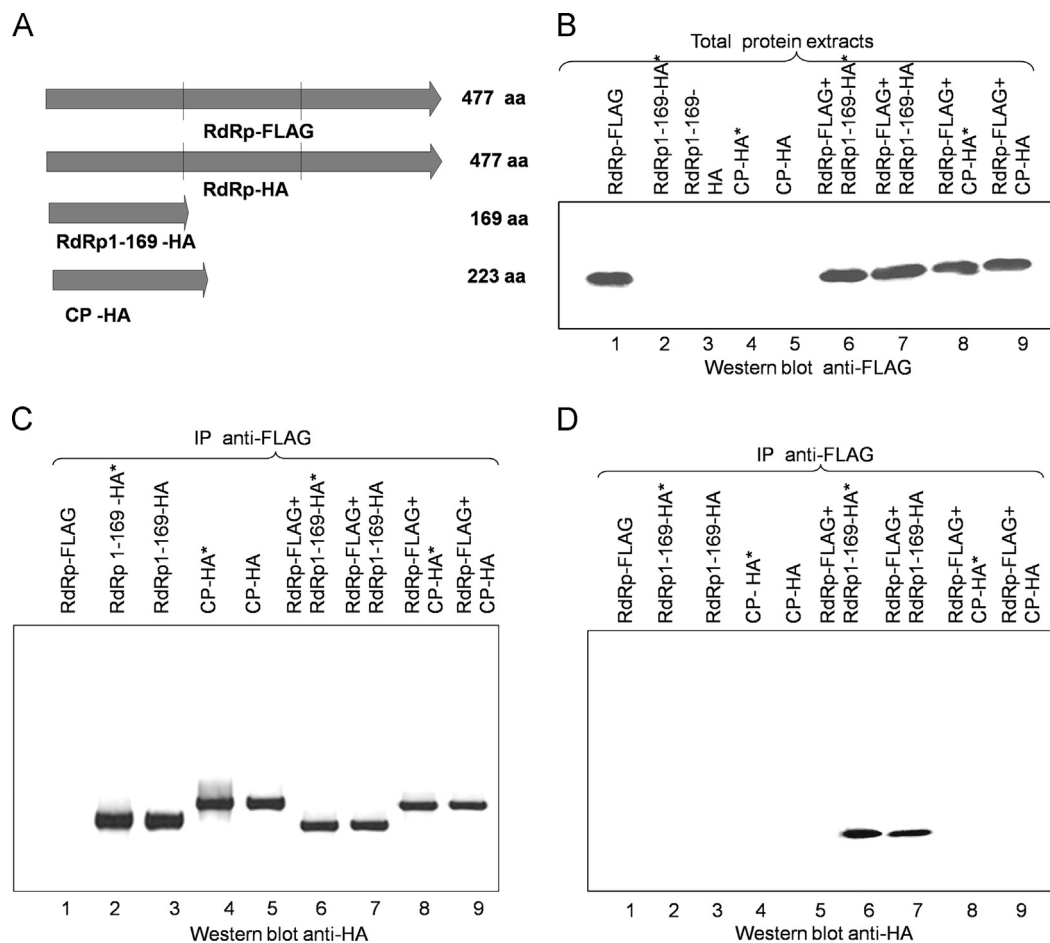 A
477 aa
RdRp-FLAG
477 aa
RdRp-HA
169 aa
RdRp1-169 -HA
223 aa
CP -HA
B
Total protein extracts
RdRp-FLAG
RdRp1-169-HA*
RdRp1-169-
HA
CP-HA*
CP-HA
RdRp-FLAG+
RdRp1-169-HA*
RdRp-FLAG+
RdRp1-169-HA
RdRp-FLAG+
CP-HA*
RdRp-FLAG+
CP-HA
1 2 3 4 5 6 7 8 9
Western blot anti-FLAG
C
IP anti-FLAG
RdRp-FLAG
RdRp 1-169 -HA*
RdRp1-169-HA
CP-HA*
CP-HA
RdRp-FLAG+
RdRp1-169-HA*
RdRp-FLAG+
RdRp1-169-HA
RdRp-FLAG+
CP-HA*
RdRp-FLAG+
CP-HA
1 2 3 4 5 6 7 8 9
Western blot anti-HA
D
IP anti-FLAG
RdRp-FLAG
RdRp1-169-HA*
RdRp1-169-HA
CP- HA*
CP-HA
RdRp-FLAG+
RdRp1-169-HA*
RdRp-FLAG+
RdRp1-169-HA
RdRp-FLAG+
CP-HA*
RdRp-FLAG+
CP-HA
1 2 3 4 5 6 7 8 9
Western blot anti-HA